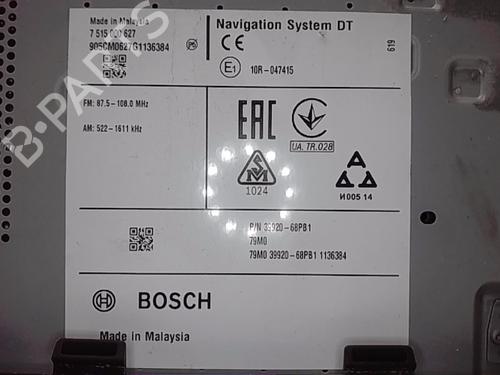 Made in Malaysia
Navigation System DT
7 515 000 627
905CM0627G1136384
CE
E1
10R-047415
619
FM: 87.5-108.0 MHz
AM: 522-1611 kHz
EAC
UA.TR.028
SM
1024
И005 14
P/N 39920-68PB1
79M0
79M0 39920-68PB1 1136384
BOSCH
Made in Malaysia
B-PARTS